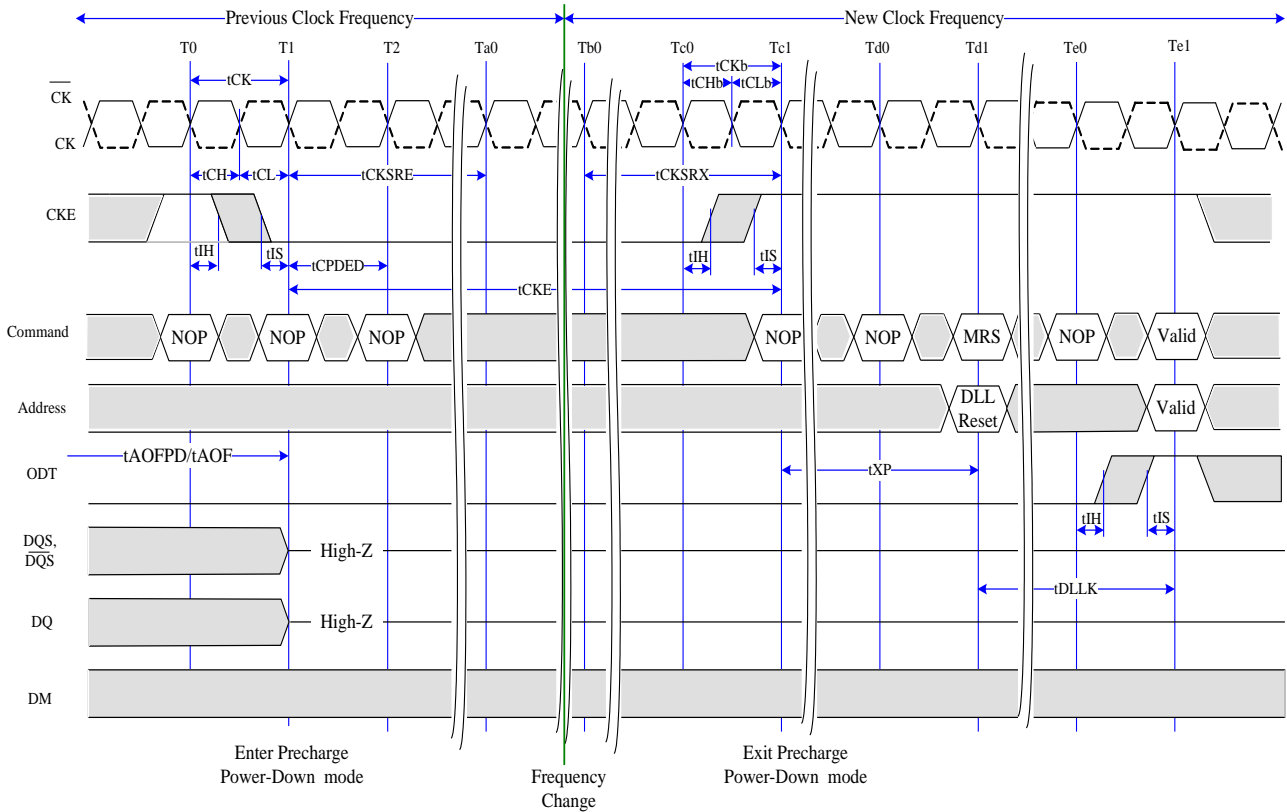 Previous Clock Frequency
New Clock Frequency
T0 T1 T2 Ta0 Tb0 Tc0 Tc1 Td0 Td1 Te0 Te1
tCK tCKb
tCHb tCLb
CK
CK
tCH tCL tCKSRE tCKSRX
CKE
tIH tIS tCPDED tIH tIS
tCKE
Command NOP NOP NOP NOP NOP MRS NOP Valid
Address DLL Reset Valid
tAOFPD/tAOF
ODT tXP
tIH tIS
DQS,
DQS
High-Z
tDLLK
DQ High-Z
DM
Enter Precharge
Power-Down mode
Frequency
Change
Exit Precharge
Power-Down mode